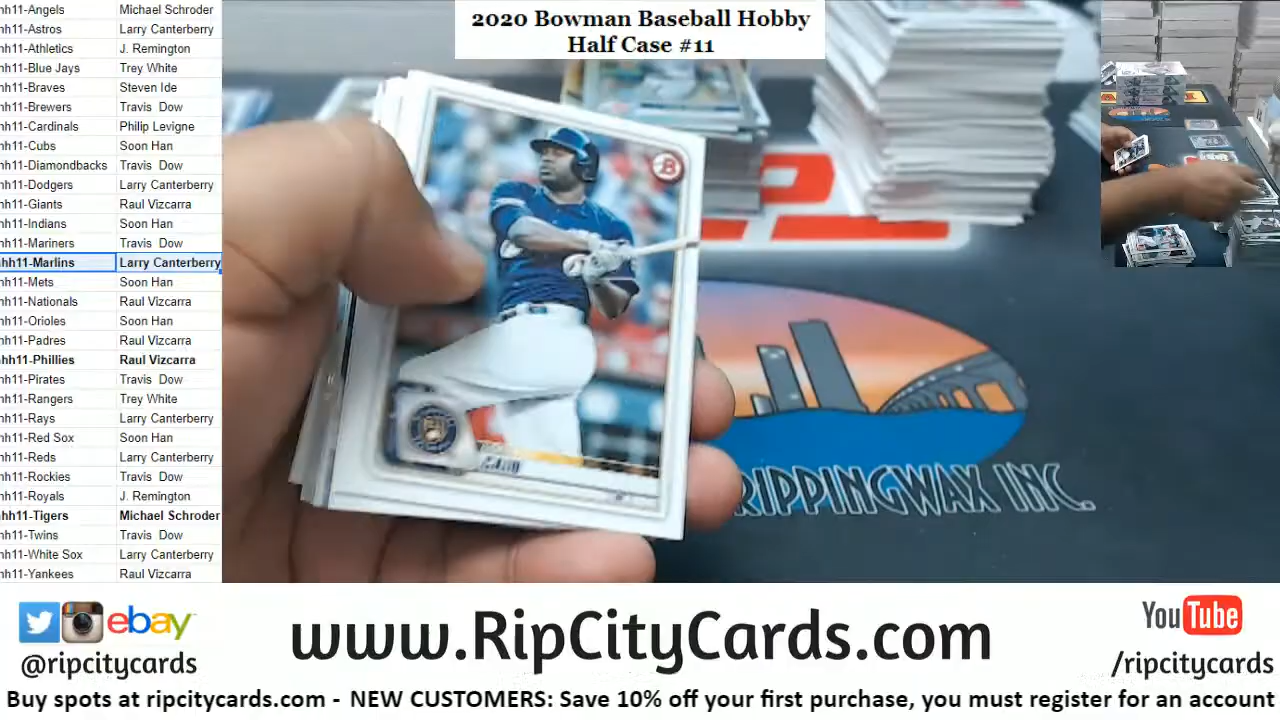 2020 Bowman Baseball Hobby
Half Case #11
hh11-Angels Michael Schroder
hh11-Astros Larry Canterberry
hh11-Athletics J. Remington
hh11-Blue Jays Trey White
hh11-Braves Steven Ide
hh11-Brewers Travis Dow
hh11-Cardinals Philip Levigne
hh11-Cubs Soon Han
hh11-Diamondbacks Travis Dow
hh11-Dodgers Larry Canterberry
hh11-Giants Raul Vizcarra
hh11-Indians Soon Han
hh11-Mariners Travis Dow
hh11-Marlins Larry Canterberry
hh11-Mets Soon Han
hh11-Nationals Raul Vizcarra
hh11-Orioles Soon Han
hh11-Padres Raul Vizcarra
hh11-Phillies Raul Vizcarra
hh11-Pirates Travis Dow
hh11-Rangers Trey White
hh11-Rays Larry Canterberry
hh11-Red Sox Soon Han
hh11-Reds Larry Canterberry
hh11-Rockies Travis Dow
hh11-Royals J. Remington
hh11-Tigers Michael Schroder
hh11-Twins Travis Dow
hh11-White Sox Larry Canterberry
hh11-Yankees Raul Vizcarra
B
RIPPINGWAX INC.
ebay
@ripcitycards
www.RipCityCards.com
YouTube
/ripcitycards
Buy spots at ripcitycards.com - NEW CUSTOMERS: Save 10% off your first purchase, you must register for an account